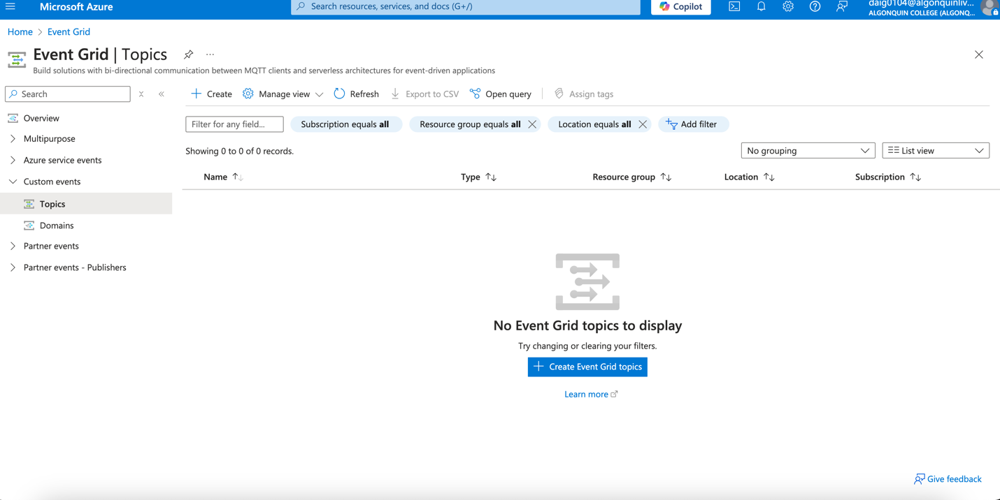 Microsoft Azure
Search resources, services, and docs (G+/)
Copilot
daig0104@algonquinliv...
ALGONQUIN COLLEGE (ALGONQ...
Home > Event Grid
Event Grid | Topics
Build solutions with bi-directional communication between MQTT clients and serverless architectures for event-driven applications
Search
Overview
Multipurpose
Azure service events
Custom events
Topics
Domains
Partner events
Partner events - Publishers
Create Manage view Refresh Export to CSV Open query Assign tags
Filter for any field... Subscription equals all Resource group equals all Location equals all Add filter
Showing 0 to 0 of 0 records.
No grouping List view
Name Type Resource group Location Subscription
No Event Grid topics to display
Try changing or clearing your filters.
Create Event Grid topics
Learn more
Give feedback